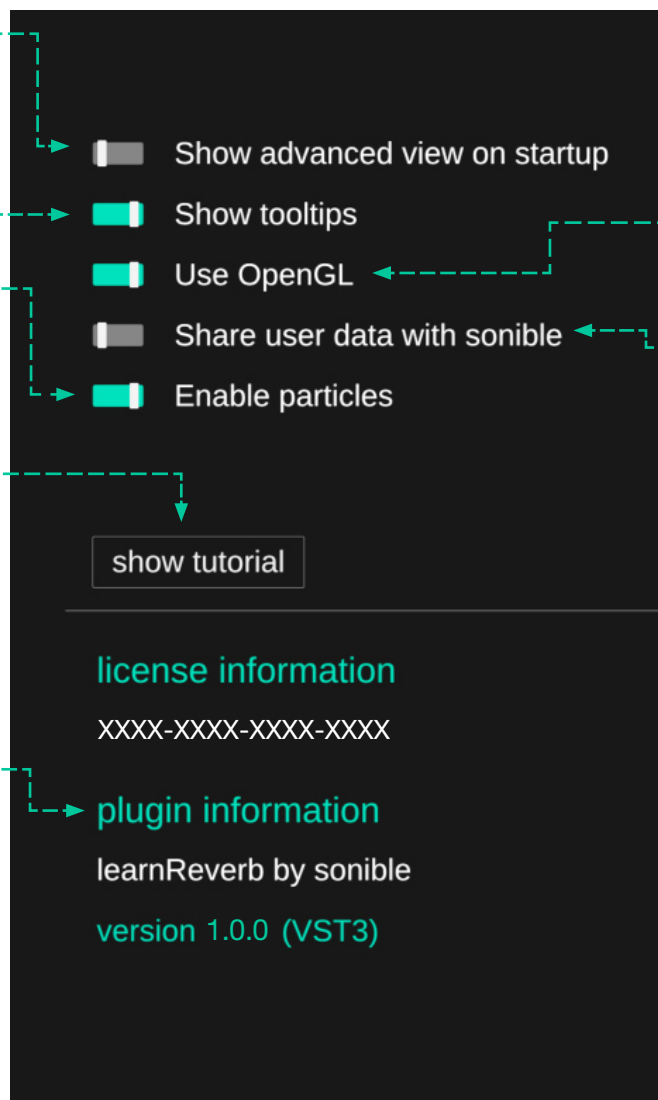 Show advanced view on startup
Show tooltips
Use OpenGL
Share user data with sonible
Enable particles
show tutorial
license information
XXXX-XXXX-XXXX-XXXX
plugin information
learnReverb by sonible
version 1.0.0 (VST3)